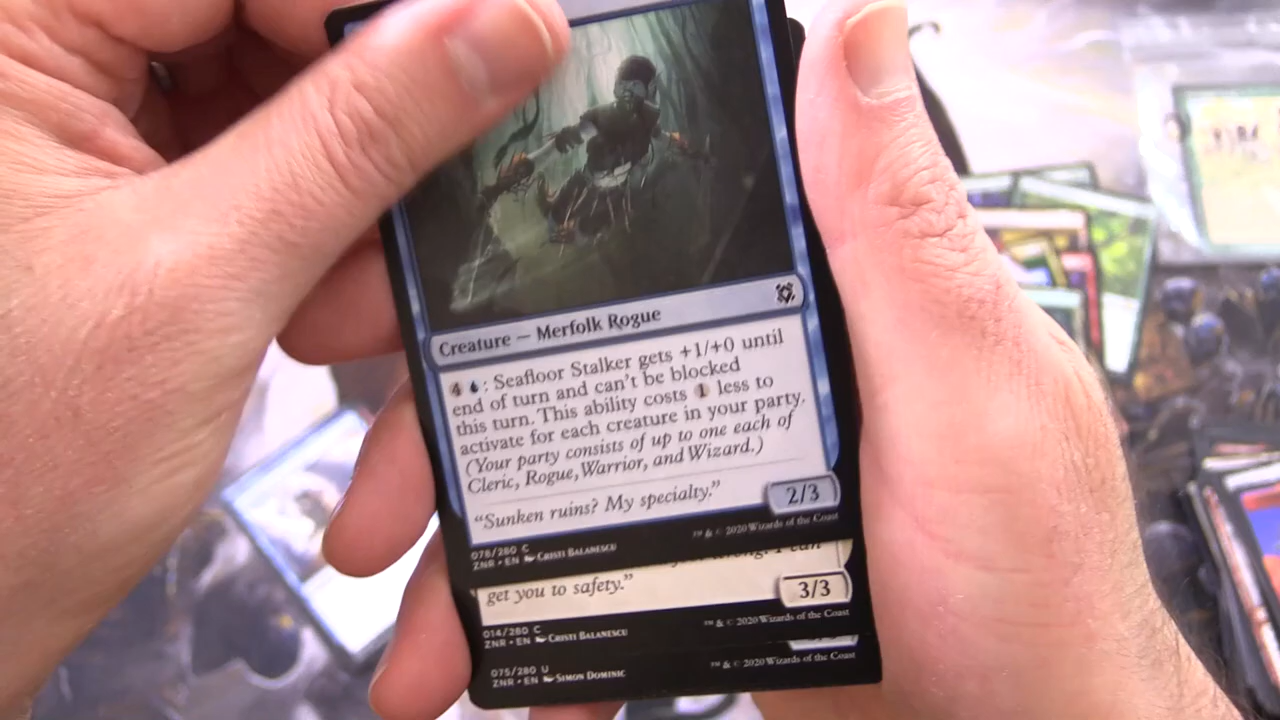 Creature — Merfolk Rogue
4 : Seafloor Stalker gets +1/+0 until
end of turn and can't be blocked
this turn. This ability costs 1 less to
activate for each creature in your party.
(Your party consists of up to one each of
Cleric, Rogue, Warrior, and Wizard.)
"Sunken ruins? My specialty."
2/3
078/280 C
ZNR • EN CRISTI BALANESCU
™ & © 2020 Wizards of the Coast
I can
get you to safety."
3/3
014/280 C
ZNR • EN CRISTI BALANESCU
™ & © 2020 Wizards of the Coast
075/280 U
ZNR • EN SIMON DOMINIC
™ & © 2020 Wizards of the Coast